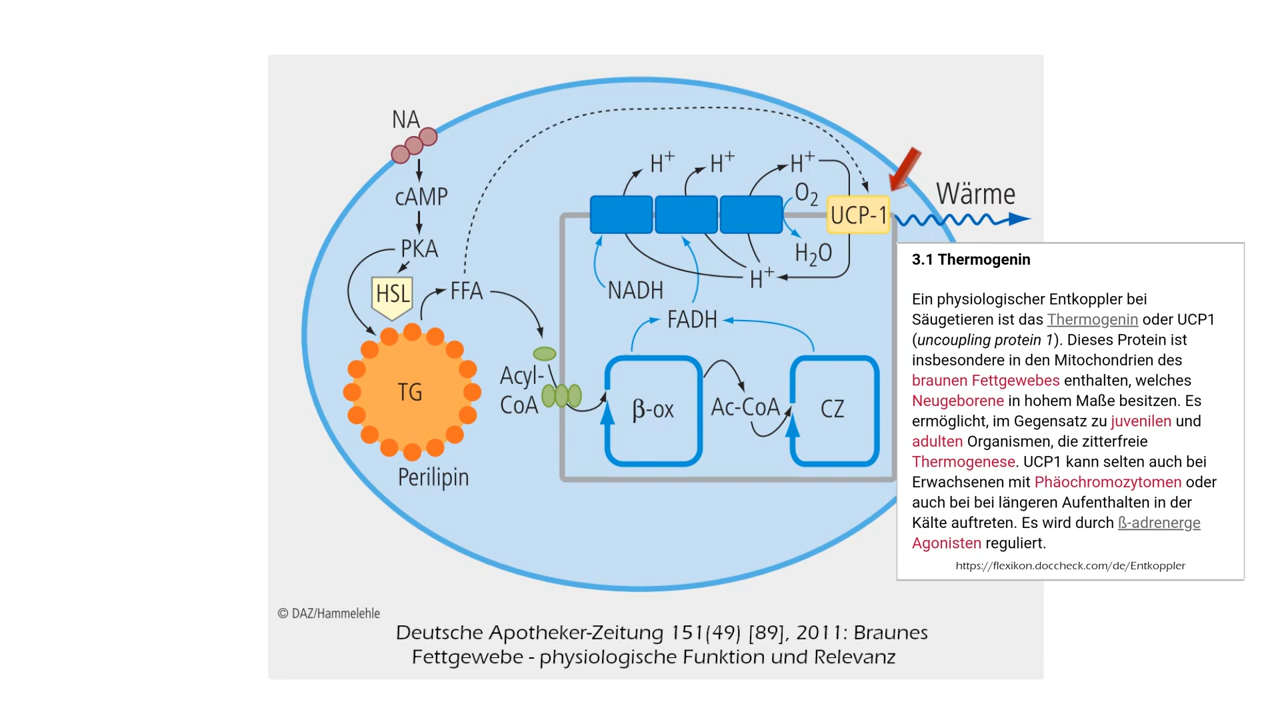 NA
cAMP
PKA
HSL
FFA
TG
Perilipin
Acyl-
CoA
H+
H+
H+
O2
UCP-1
Wärme
H2O
H+
NADH
FADH
β-ox
Ac-CoA
CZ
3.1 Thermogenin
Ein physiologischer Entkoppler bei
Säugetieren ist das Thermogenin oder UCP1
(uncoupling protein 1). Dieses Protein ist
insbesondere in den Mitochondrien des
braunen Fettgewebes enthalten, welches
Neugeborene in hohem Maße besitzen. Es
ermöglicht, im Gegensatz zu juvenilen und
adulten Organismen, die zitterfreie
Thermogenese. UCP1 kann selten auch bei
Erwachsenen mit Phäochromozytomen oder
auch bei bei längeren Aufenthalten in der
Kälte auftreten. Es wird durch ß-adrenerge
Agonisten reguliert.
https://flexikon.doccheck.com/de/Entkoppler
© DAZ/Hammelehle
Deutsche Apotheker-Zeitung 151(49) [89], 2011: Braunes
Fettgewebe - physiologische Funktion und Relevanz